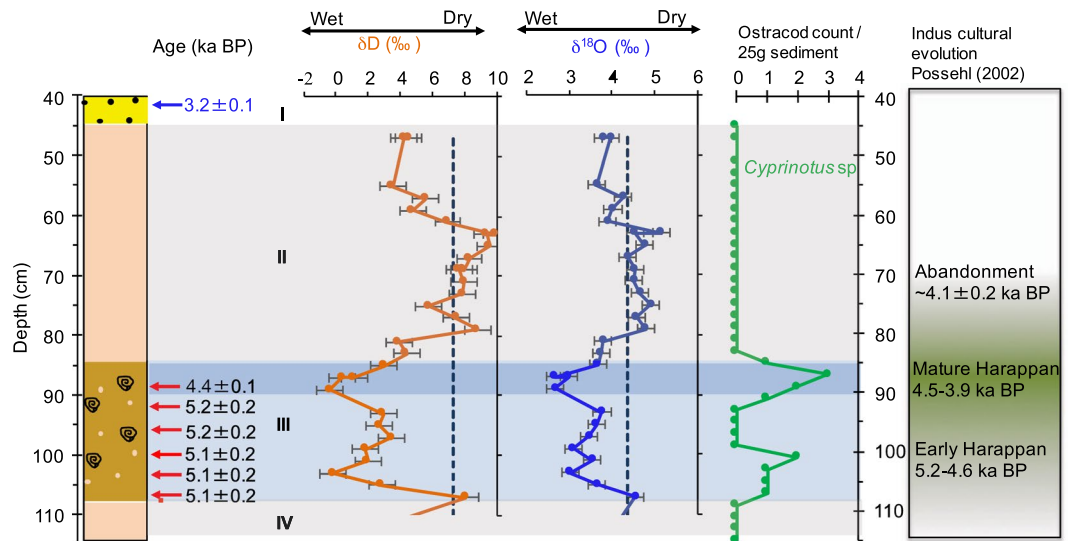 Wet
Dry
Wet
Dry
Age (ka BP)
δD (‰)
δ¹⁸O (‰)
Ostracod count /
25g sediment
Indus cultural
evolution
Possehl (2002)
-2 0 2 4 6 8 10
2 3 4 5 6
0 1 2 3 4
Depth (cm)
40
50
60
70
80
90
100
110
3.2±0.1
4.4±0.1
5.2±0.2
5.2±0.2
5.1±0.2
5.1±0.2
5.1±0.2
I
II
III
IV
Cyprinotus sp
40
50
60
70
80
90
100
110
Abandonment
~4.1±0.2 ka BP
Mature Harappan
4.5-3.9 ka BP
Early Harappan
5.2-4.6 ka BP